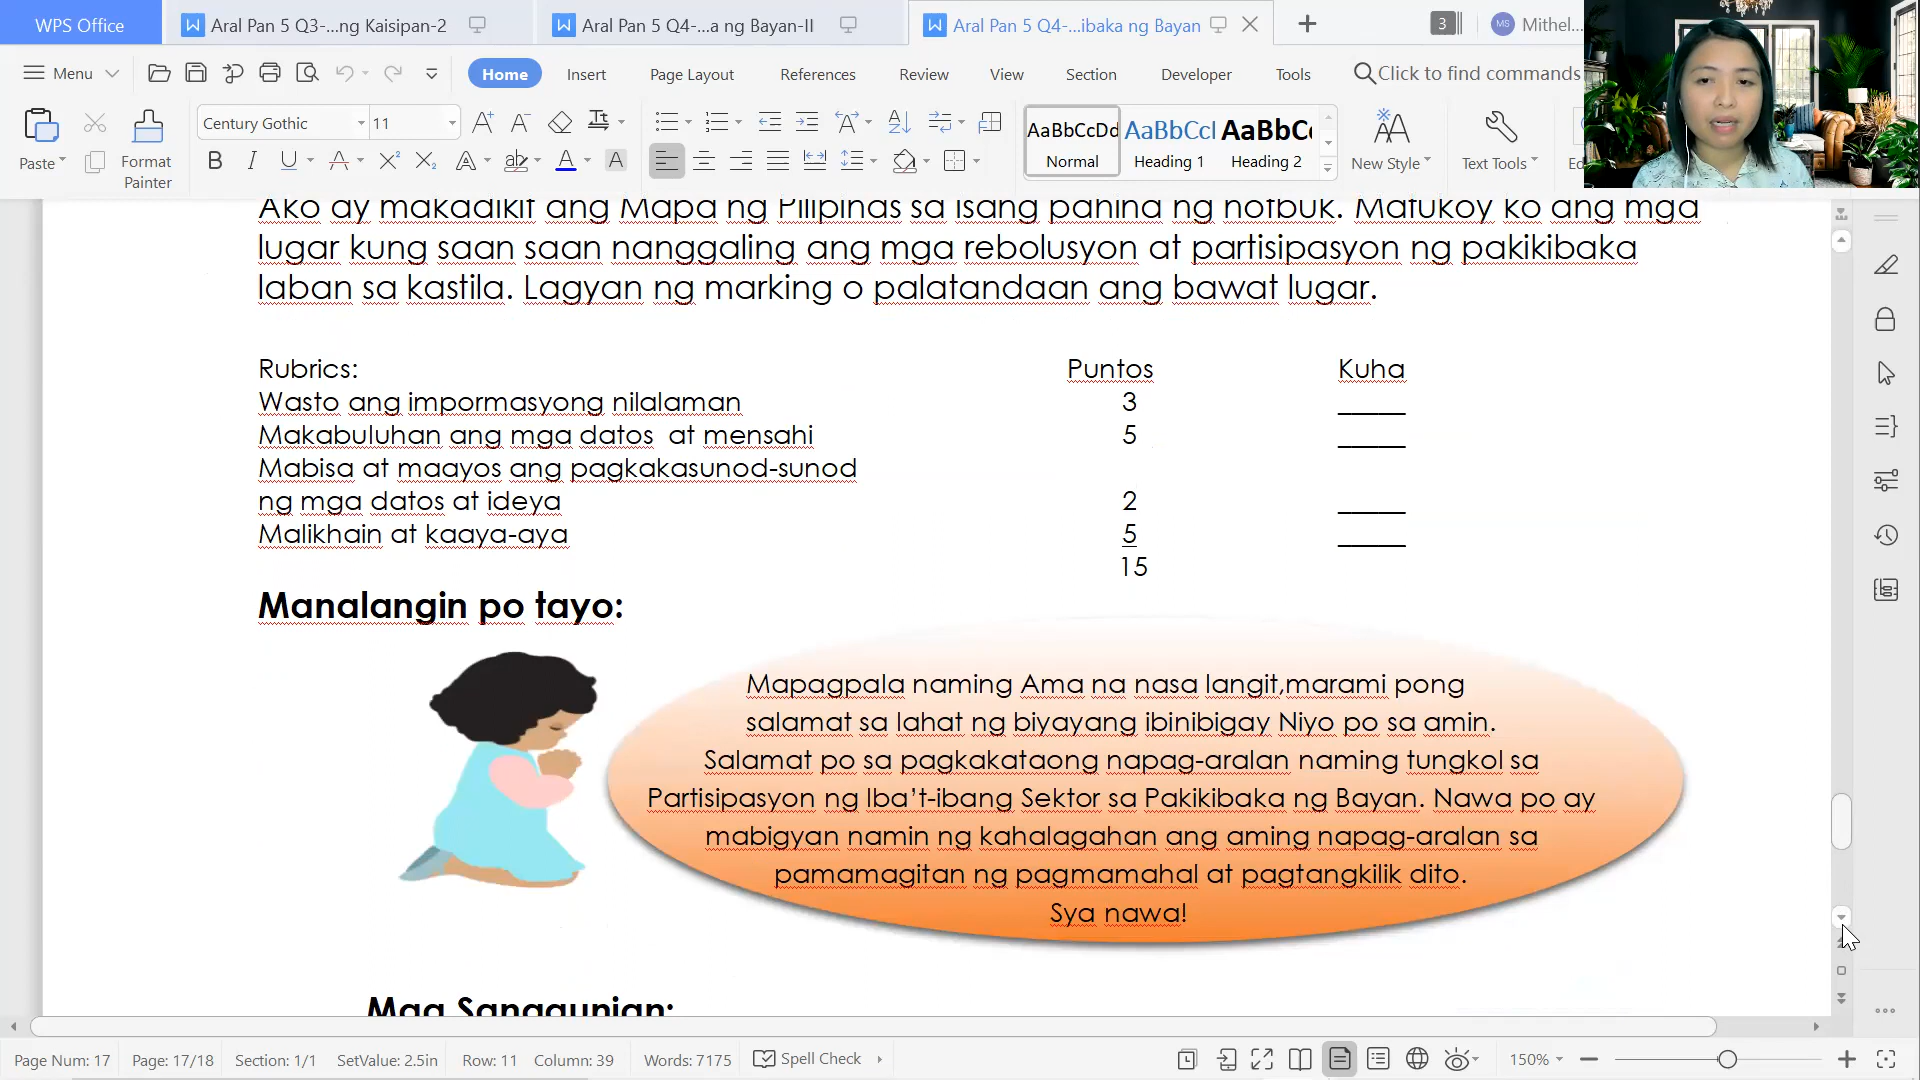 WPS Office
Aral Pan 5 Q3-...ng Kaisipan-2
Aral Pan 5 Q4-...a ng Bayan-II
Aral Pan 5 Q4-...ibaka ng Bayan
3
MS
Mithel...
Menu
Home
Insert
Page Layout
References
Review
View
Section
Developer
Tools
Click to find commands
Paste
Format
Painter
Century Gothic
11
AaBbCcDd
Normal
AaBbCcI
Heading 1
AaBbC
Heading 2
New Style
Text Tools
Ako ay makadikit ang Mapa ng Pilipinas sa isang pahina ng notbuk. Matukoy ko ang mga
lugar kung saan saan nanggaling ang mga rebolusyon at partisipasyon ng pakikibaka
laban sa kastila. Lagyan ng marking o palatandaan ang bawat lugar.
Rubrics: Puntos Kuha
Wasto ang impormasyong nilalaman 3 _____
Makabuluhan ang mga datos at mensahi 5 _____
Mabisa at maayos ang pagkakasunod-sunod
ng mga datos at ideya 2 _____
Malikhain at kaaya-aya 5 _____
15
Manalangin po tayo:
Mapagpala naming Ama na nasa langit,marami pong
salamat sa lahat ng biyayang ibinibigay Niyo po sa amin.
Salamat po sa pagkakataong napag-aralan naming tungkol sa
Partisipasyon ng Iba't-ibang Sektor sa Pakikibaka ng Bayan. Nawa po ay
mabigyan namin ng kahalagahan ang aming napag-aralan sa
pamamagitan ng pagmamahal at pagtangkilik dito.
Sya nawa!
Mga Sanggunian:
Page Num: 17
Page: 17/18
Section: 1/1
SetValue: 2.5in
Row: 11
Column: 39
Words: 7175
Spell Check
150%